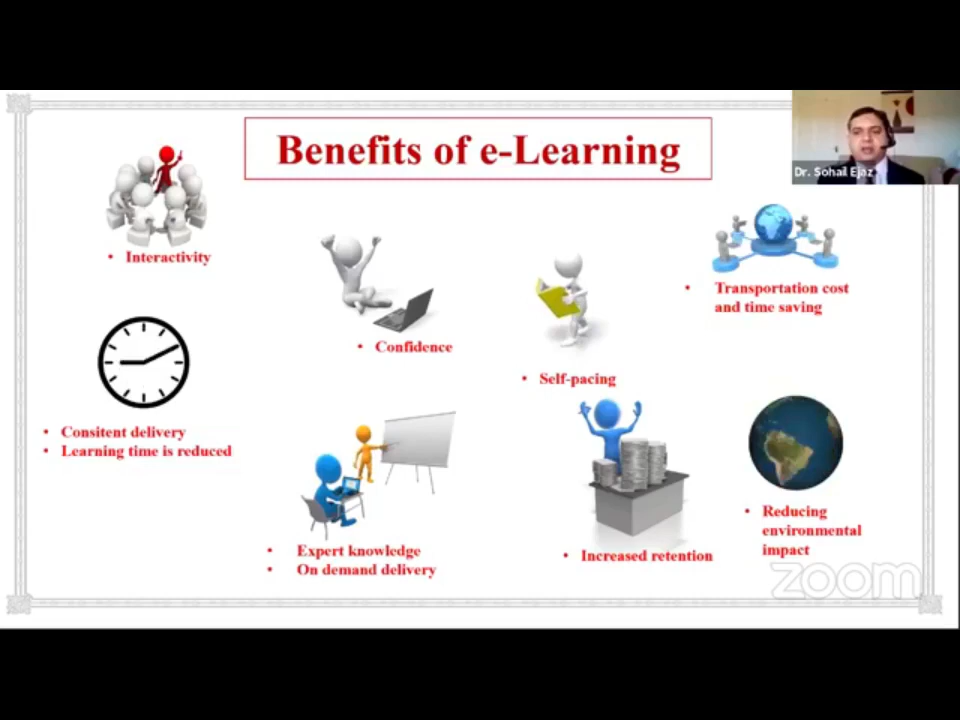 Benefits of e-Learning
Dr. Sohail Ejaz
• Interactivity
• Confidence
• Self-pacing
• Transportation cost
and time saving
• Consitent delivery
• Learning time is reduced
• Expert knowledge
• On demand delivery
• Increased retention
• Reducing
environmental
impact
zoom